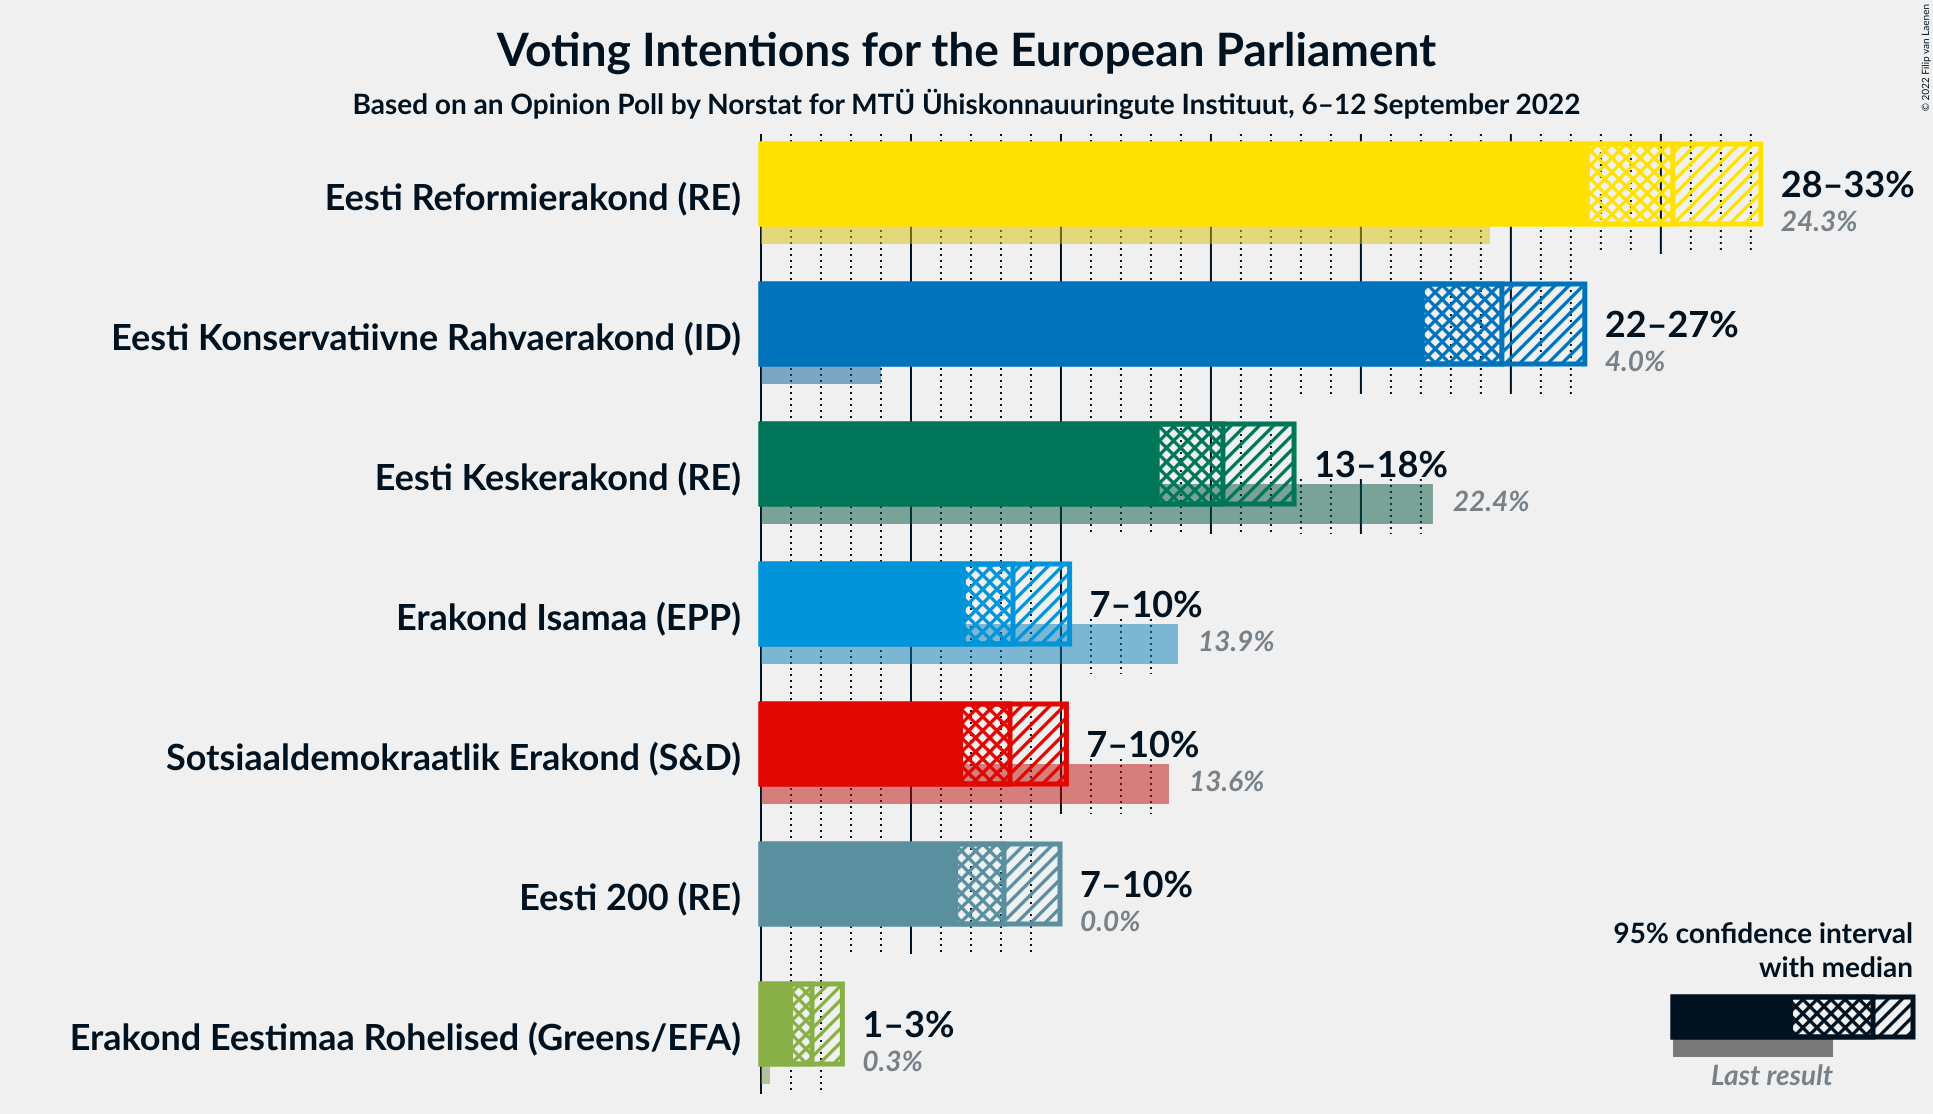 Voting Intentions for the European Parliament
Based on an Opinion Poll by Norstat for MTÜ Ühiskonnauuringute Instituut, 6–12 September 2022
© 2022 Filip van Laenen
Eesti Reformierakond (RE)
28–33%
24.3%
Eesti Konservatiivne Rahvaerakond (ID)
22–27%
4.0%
Eesti Keskerakond (RE)
13–18%
22.4%
Erakond Isamaa (EPP)
7–10%
13.9%
Sotsiaaldemokraatlik Erakond (S&D)
7–10%
13.6%
Eesti 200 (RE)
7–10%
0.0%
Erakond Eestimaa Rohelised (Greens/EFA)
1–3%
0.3%
95% confidence interval
with median
Last result